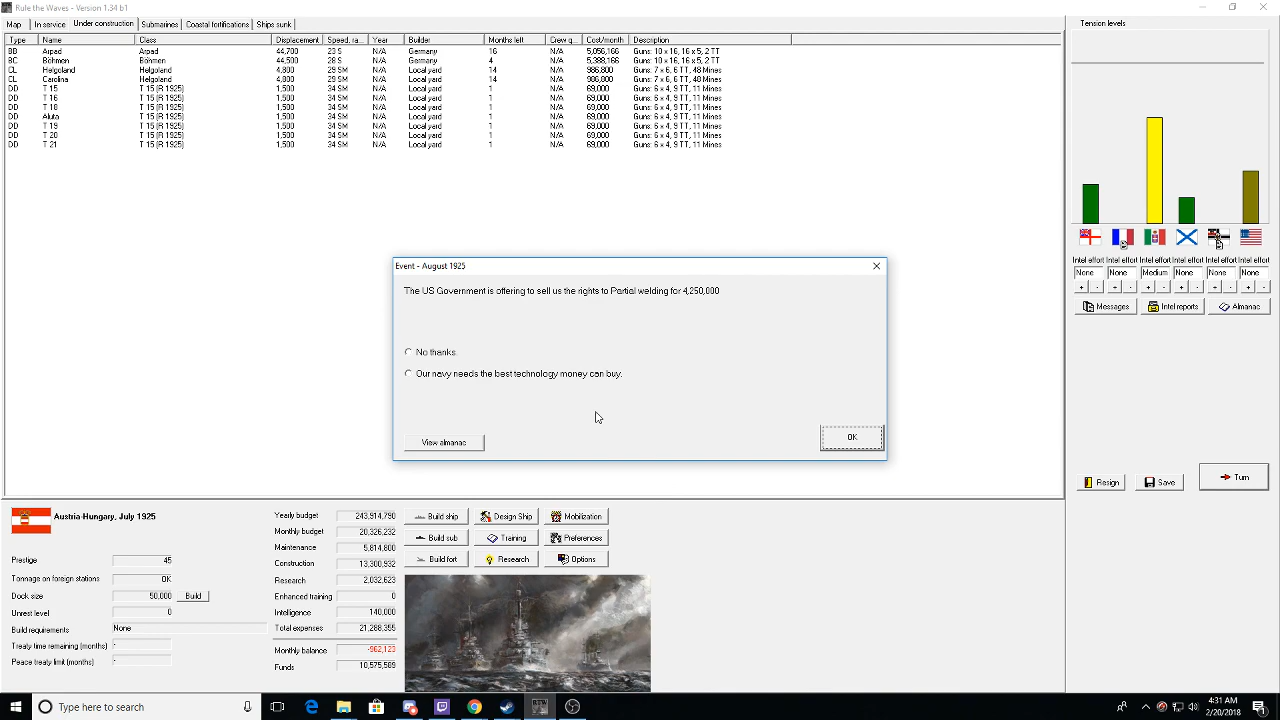 Rule the Waves - Version 1.34 b1
Map In service Under construction Submarines Coastal fortifications Ships sunk
Type Name Class Displacement Speed, ra... Year Builder Months left Crew q... Cost/month Description
BB Arpad Arpad 44,700 23 S N/A Germany 16 N/A 5,056,166 Guns: 10 x 16, 16 x 5, 2 TT
BC Böhmen Böhmen 44,500 28 S N/A Germany 4 N/A 5,388,166 Guns: 10 x 16, 16 x 5, 2 TT
CL Helgoland Helgoland 4,800 29 SM N/A Local yard 14 N/A 986,800 Guns: 7 x 6, 6 TT, 48 Mines
CL Carolina Helgoland 4,800 29 SM N/A Local yard 14 N/A 986,800 Guns: 7 x 6, 6 TT, 48 Mines
DD T 15 T 15 (R 1925) 1,500 34 SM N/A Local yard 1 N/A 69,000 Guns: 6 x 4, 9 TT, 11 Mines
DD T 16 T 15 (R 1925) 1,500 34 SM N/A Local yard 1 N/A 69,000 Guns: 6 x 4, 9 TT, 11 Mines
DD T 18 T 15 (R 1925) 1,500 34 SM N/A Local yard 1 N/A 69,000 Guns: 6 x 4, 9 TT, 11 Mines
DD Aluta T 15 (R 1925) 1,500 34 SM N/A Local yard 1 N/A 69,000 Guns: 6 x 4, 9 TT, 11 Mines
DD T 19 T 15 (R 1925) 1,500 34 SM N/A Local yard 1 N/A 69,000 Guns: 6 x 4, 9 TT, 11 Mines
DD T 20 T 15 (R 1925) 1,500 34 SM N/A Local yard 1 N/A 69,000 Guns: 6 x 4, 9 TT, 11 Mines
DD T 21 T 15 (R 1925) 1,500 34 SM N/A Local yard 1 N/A 69,000 Guns: 6 x 4, 9 TT, 11 Mines
Tension levels
Intel effort Intel effort Intel effort Intel effort Intel effort Intel effort
None None Medium None None None
+ - + - + - + - + - + -
Messages Intel reports Almanac
Event - August 1925
The US Government is offering to sell us the rights to Partial welding for 4,250,000
No thanks.
Our navy needs the best technology money can buy.
View almanac OK
Resign Save Turn
Austria-Hungary, July 1925
Prestige 45
Tonnage on foreign stations OK
Dock size 50,000 Build
Unrest level 0
Build requirements None
Treaty time remaining (months) -
Peace treaty limit (months) -
Yearly budget 243,914,790
Monthly budget 20,326,232
Maintenance 5,814,800
Construction 13,300,932
Research 2,032,623
Enhanced training 0
Intelligence 140,000
Total expenses 21,288,355
Monthly balance -962,123
Funds 10,575,589
Build ship Design Ship Mobilization
Build sub Training Preferences
Build fort Research Options
Type here to search
4:31 AM
2/20/2018